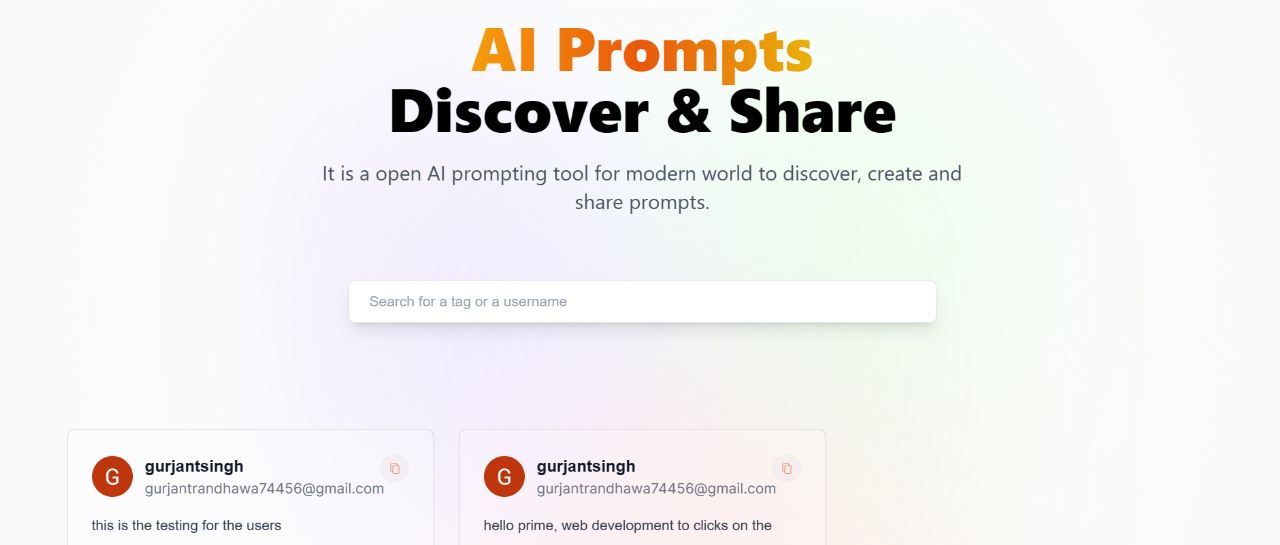 AI Prompts
Discover & Share
It is a open AI prompting tool for modern world to discover, create and
share prompts.
Search for a tag or a username
G
gurjantsingh
gurjantrandhawa74456@gmail.com
this is the testing for the users
G
gurjantsingh
gurjantrandhawa74456@gmail.com
hello prime, web development to clicks on the